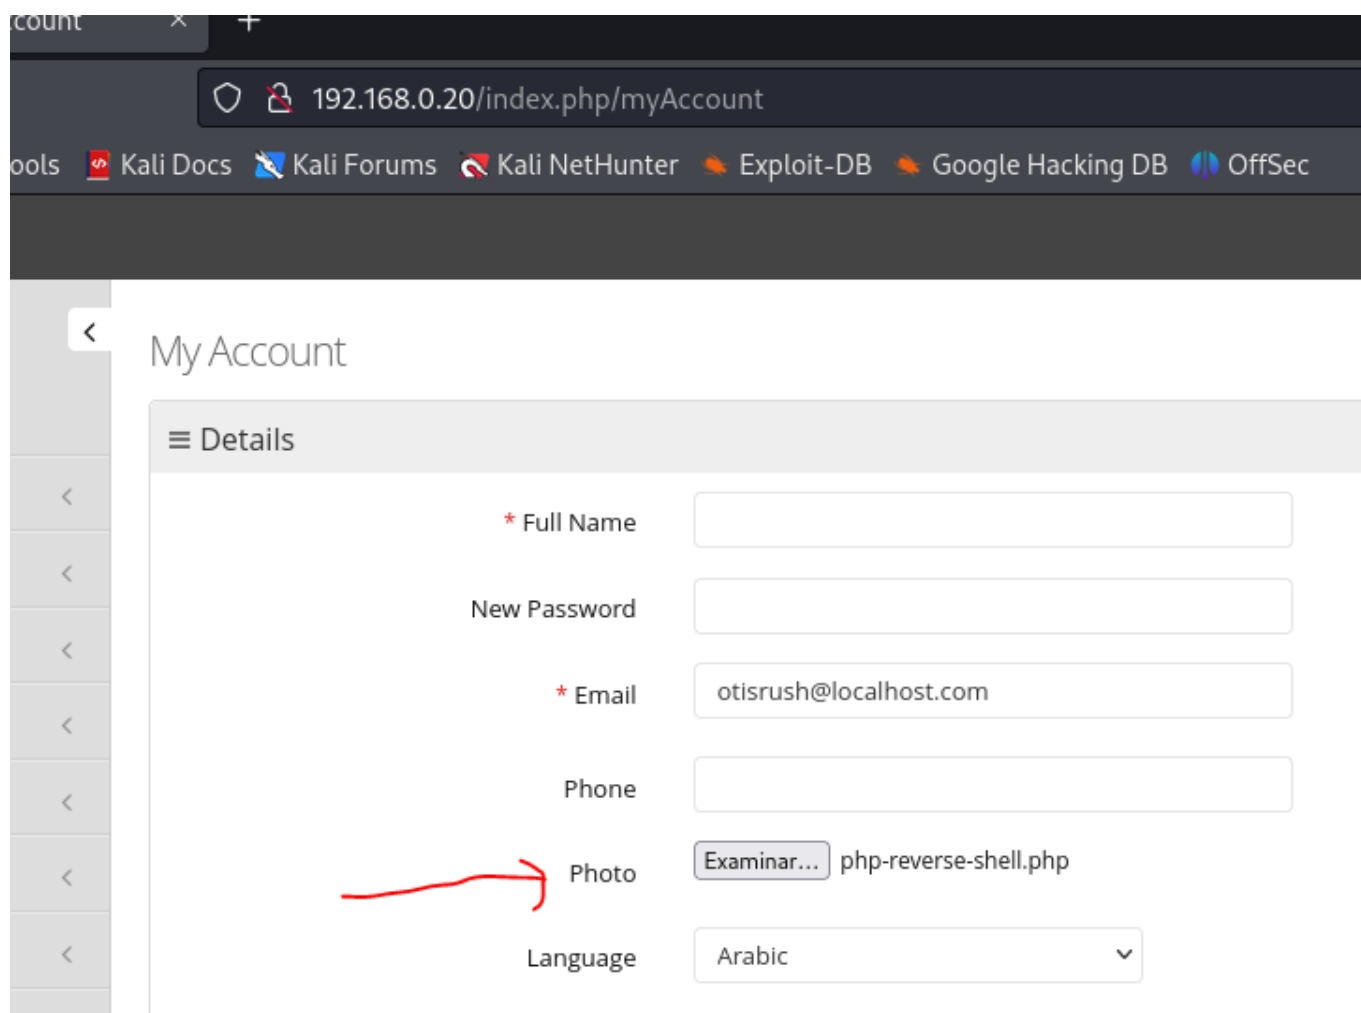 count × +
192.168.0.20/index.php/myAccount
ools Kali Docs Kali Forums Kali NetHunter Exploit-DB Google Hacking DB OffSec
My Account
Details
* Full Name
New Password
* Email otisrush@localhost.com
Phone
Photo Examinar... php-reverse-shell.php
Language Arabic